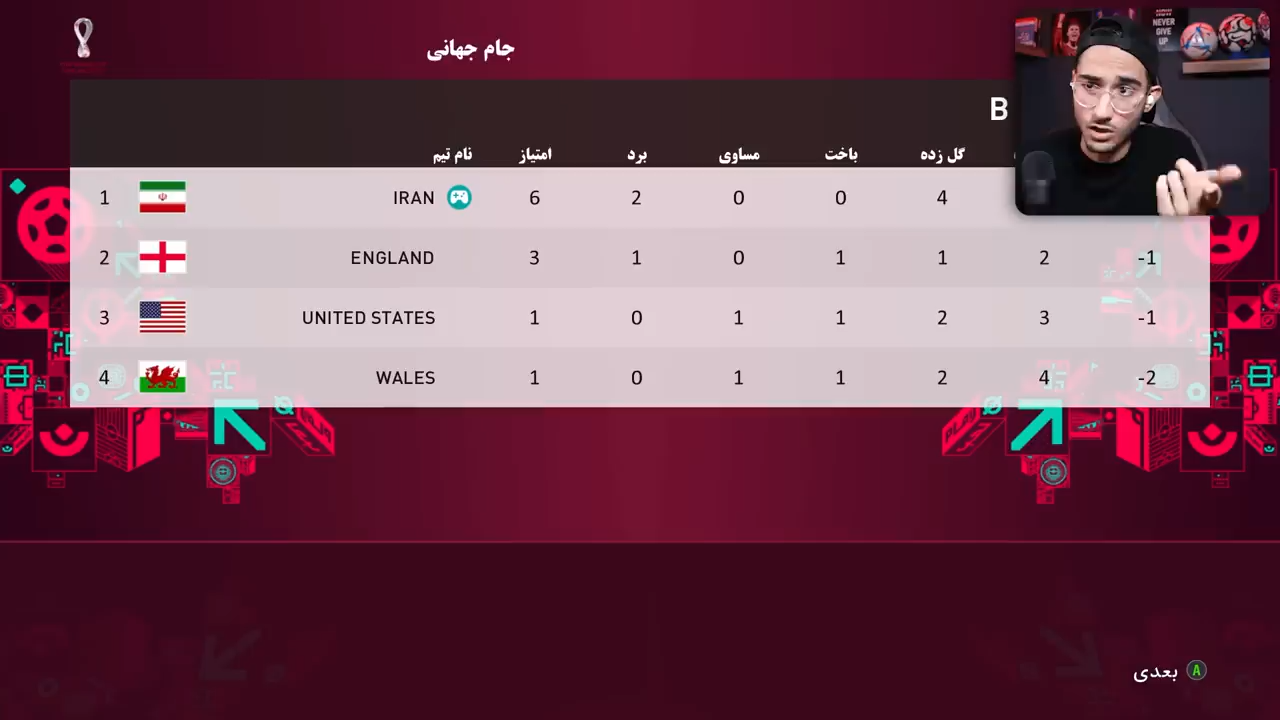 جام جهانی
B
NEVER
GIVE
UP
نام تیم امتیاز برد مساوی باخت گل زده
1 IRAN 6 2 0 0 4
2 ENGLAND 3 1 0 1 1 2 -1
3 UNITED STATES 1 0 1 1 2 3 -1
4 WALES 1 0 1 1 2 4 -2
بعدی A